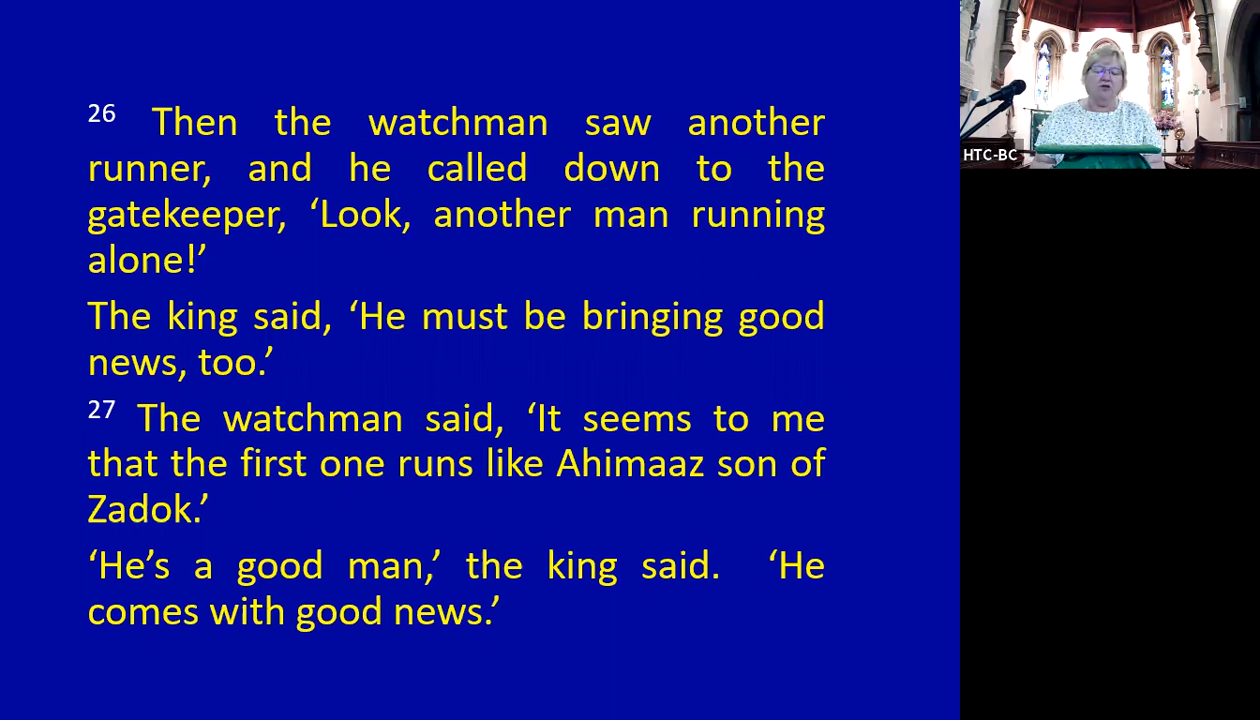 26 Then the watchman saw another
runner, and he called down to the
gatekeeper, ‘Look, another man running
alone!’
The king said, ‘He must be bringing good
news, too.’
27 The watchman said, ‘It seems to me
that the first one runs like Ahimaaz son of
Zadok.’
‘He’s a good man,’ the king said. ‘He
comes with good news.’
HTC-BC